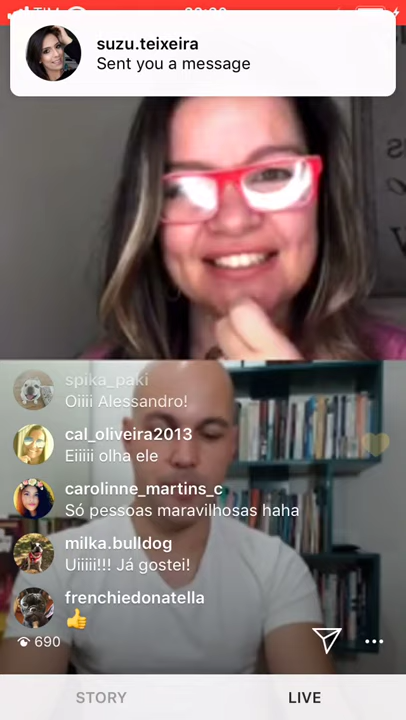 TIM
suzu.teixeira
Sent you a message
spika_paki
Oiiii Alessandro!
cal_oliveira2013
Eiiiii olha ele
carolinne_martins_c
Só pessoas maravilhosas haha
milka.bulldog
Uiiiii!!! Já gostei!
frenchiedonatella
👍
690
STORY
LIVE